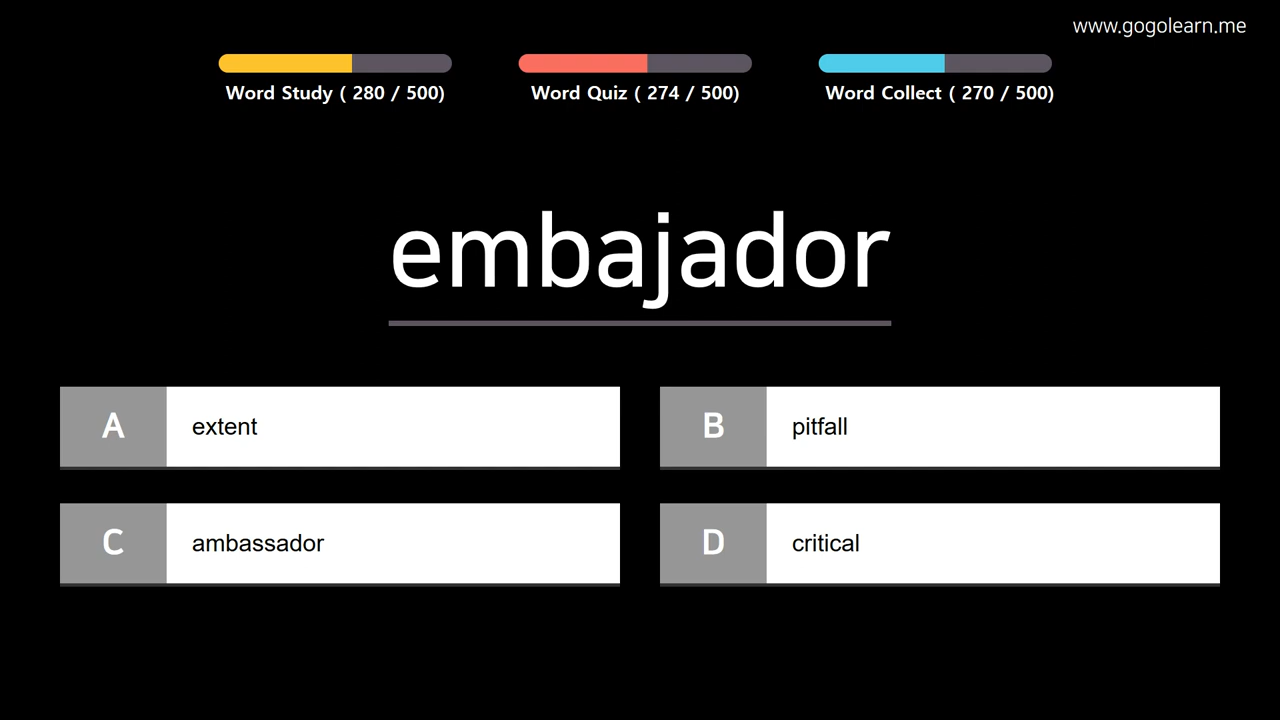 www.gogolearn.me
Word Study ( 280 / 500)
Word Quiz ( 274 / 500)
Word Collect ( 270 / 500)
embajador
A extent
B pitfall
C ambassador
D critical